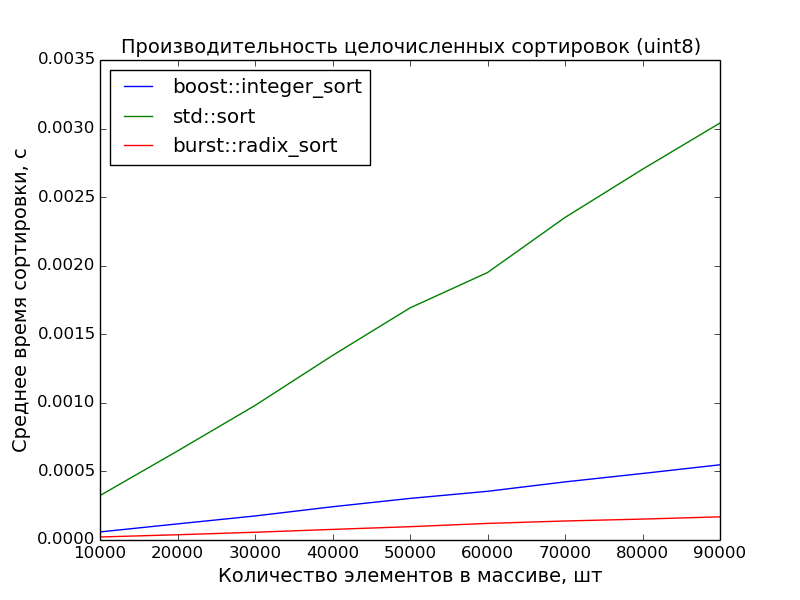 Производительность целочисленных сортировок (uint8)
0.0035
0.0030
0.0025
0.0020
0.0015
0.0010
0.0005
0.0000
Среднее время сортировки, с
boost::integer_sort
std::sort
burst::radix_sort
10000 20000 30000 40000 50000 60000 70000 80000 90000
Количество элементов в массиве, шт